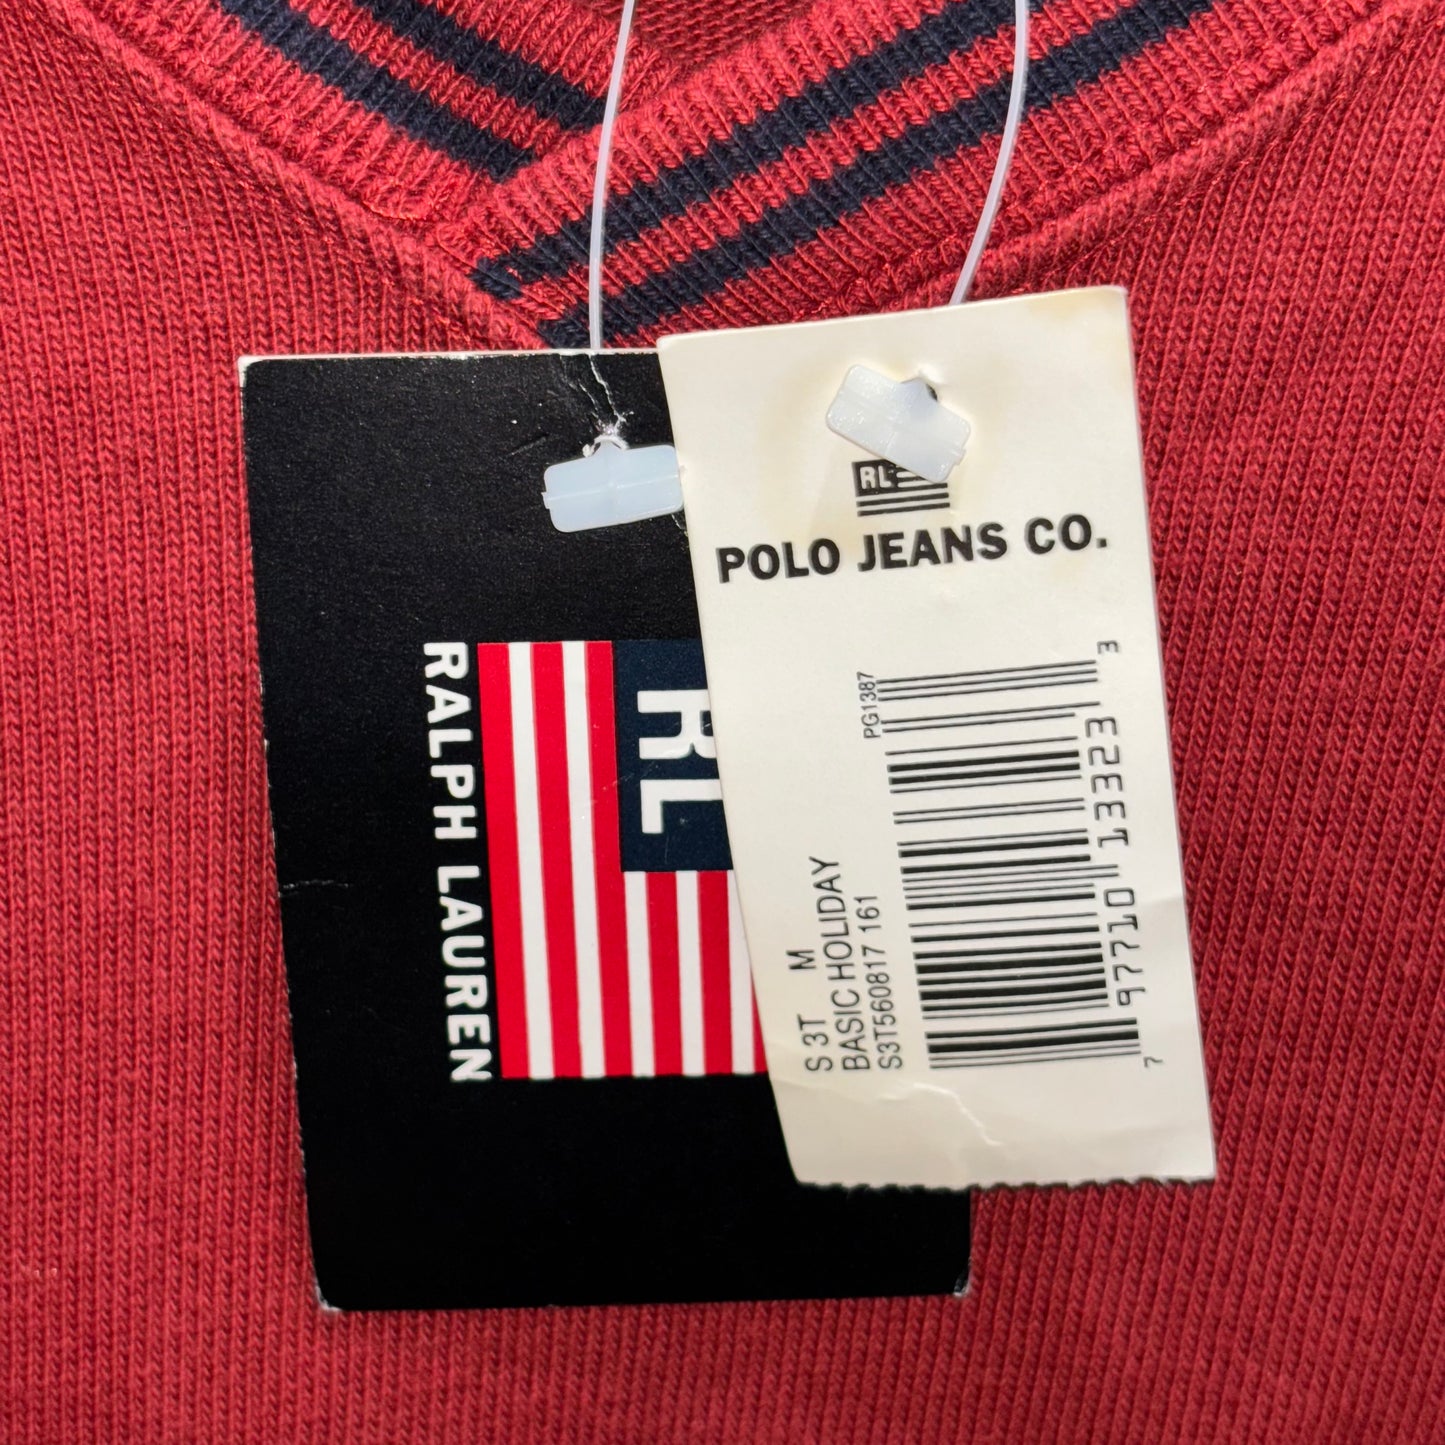 RALPH LAUREN
RL
RL
POLO JEANS CO.
PG1387
S 3T M
BASIC HOLIDAY
S3T560817 161
7 97710 13323 3